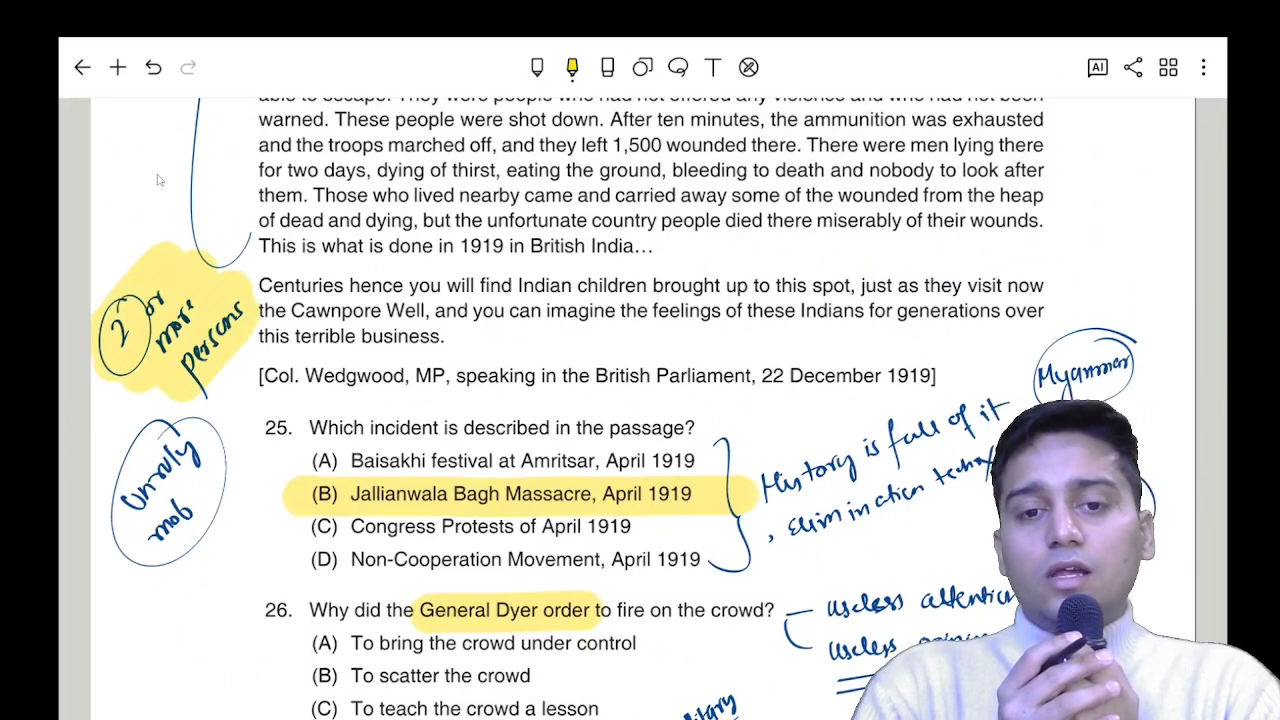 AI
able to escape. They were people who had not offered any violence and who had not been
warned. These people were shot down. After ten minutes, the ammunition was exhausted
and the troops marched off, and they left 1,500 wounded there. There were men lying there
for two days, dying of thirst, eating the ground, bleeding to death and nobody to look after
them. Those who lived nearby came and carried away some of the wounded from the heap
of dead and dying, but the unfortunate country people died there miserably of their wounds.
This is what is done in 1919 in British India…
2 or
more
persons
Centuries hence you will find Indian children brought up to this spot, just as they visit now
the Cawnpore Well, and you can imagine the feelings of these Indians for generations over
this terrible business.
[Col. Wedgwood, MP, speaking in the British Parliament, 22 December 1919]
Myanmar
unruly
mob
25. Which incident is described in the passage?
(A) Baisakhi festival at Amritsar, April 1919
(B) Jallianwala Bagh Massacre, April 1919
(C) Congress Protests of April 1919
(D) Non-Cooperation Movement, April 1919
History is full of it
, elimination
26. Why did the General Dyer order to fire on the crowd?
(A) To bring the crowd under control
(B) To scatter the crowd
(C) To teach the crowd a lesson
useless attention
useless